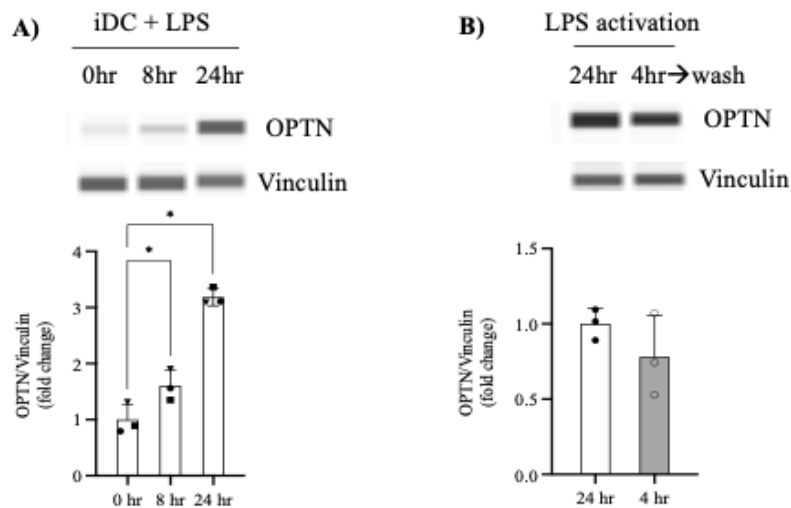 A)
iDC + LPS
0hr 8hr 24hr
OPTN
Vinculin
*
*
OPTN/Vinculin
(fold change)
4
3
2
1
0
0 hr 8 hr 24 hr
B)
LPS activation
24hr 4hr→wash
OPTN
Vinculin
OPTN/Vinculin
(fold change)
1.5
1.0
0.5
0.0
24 hr 4 hr